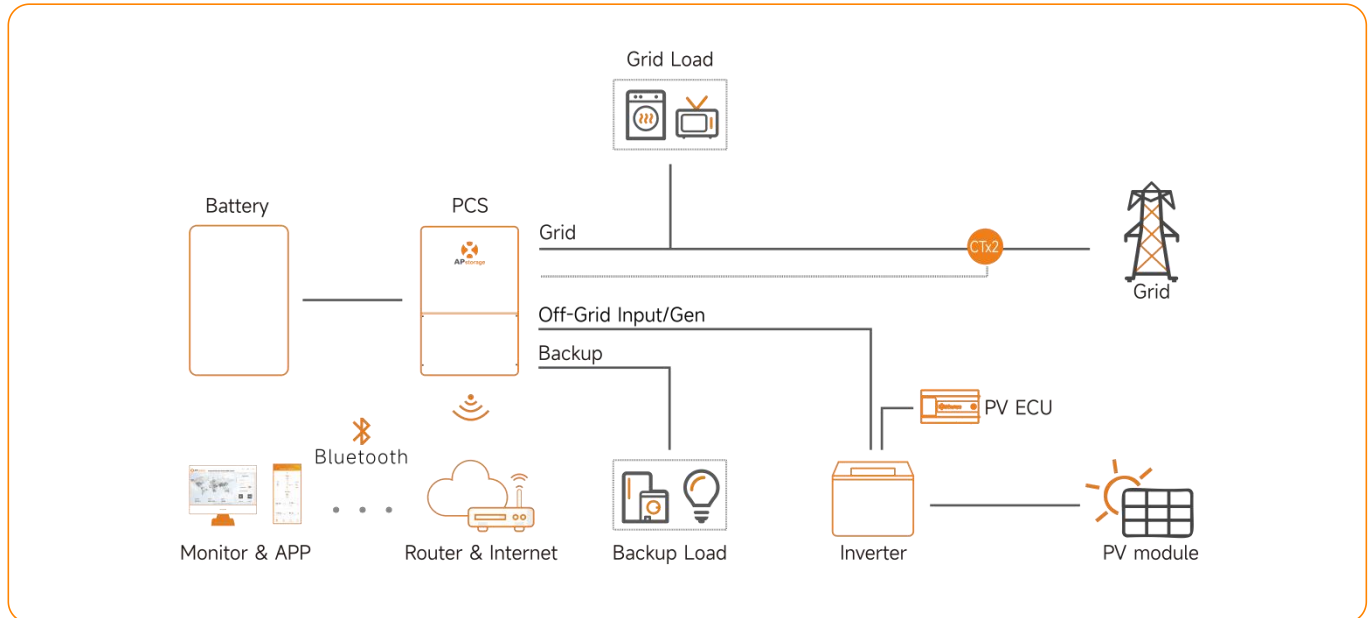 Grid Load
Battery
PCS
APstorage
Grid
CTx2
Grid
Off-Grid Input/Gen
Backup
PV ECU
Bluetooth
Monitor & APP
Router & Internet
Backup Load
Inverter
PV module